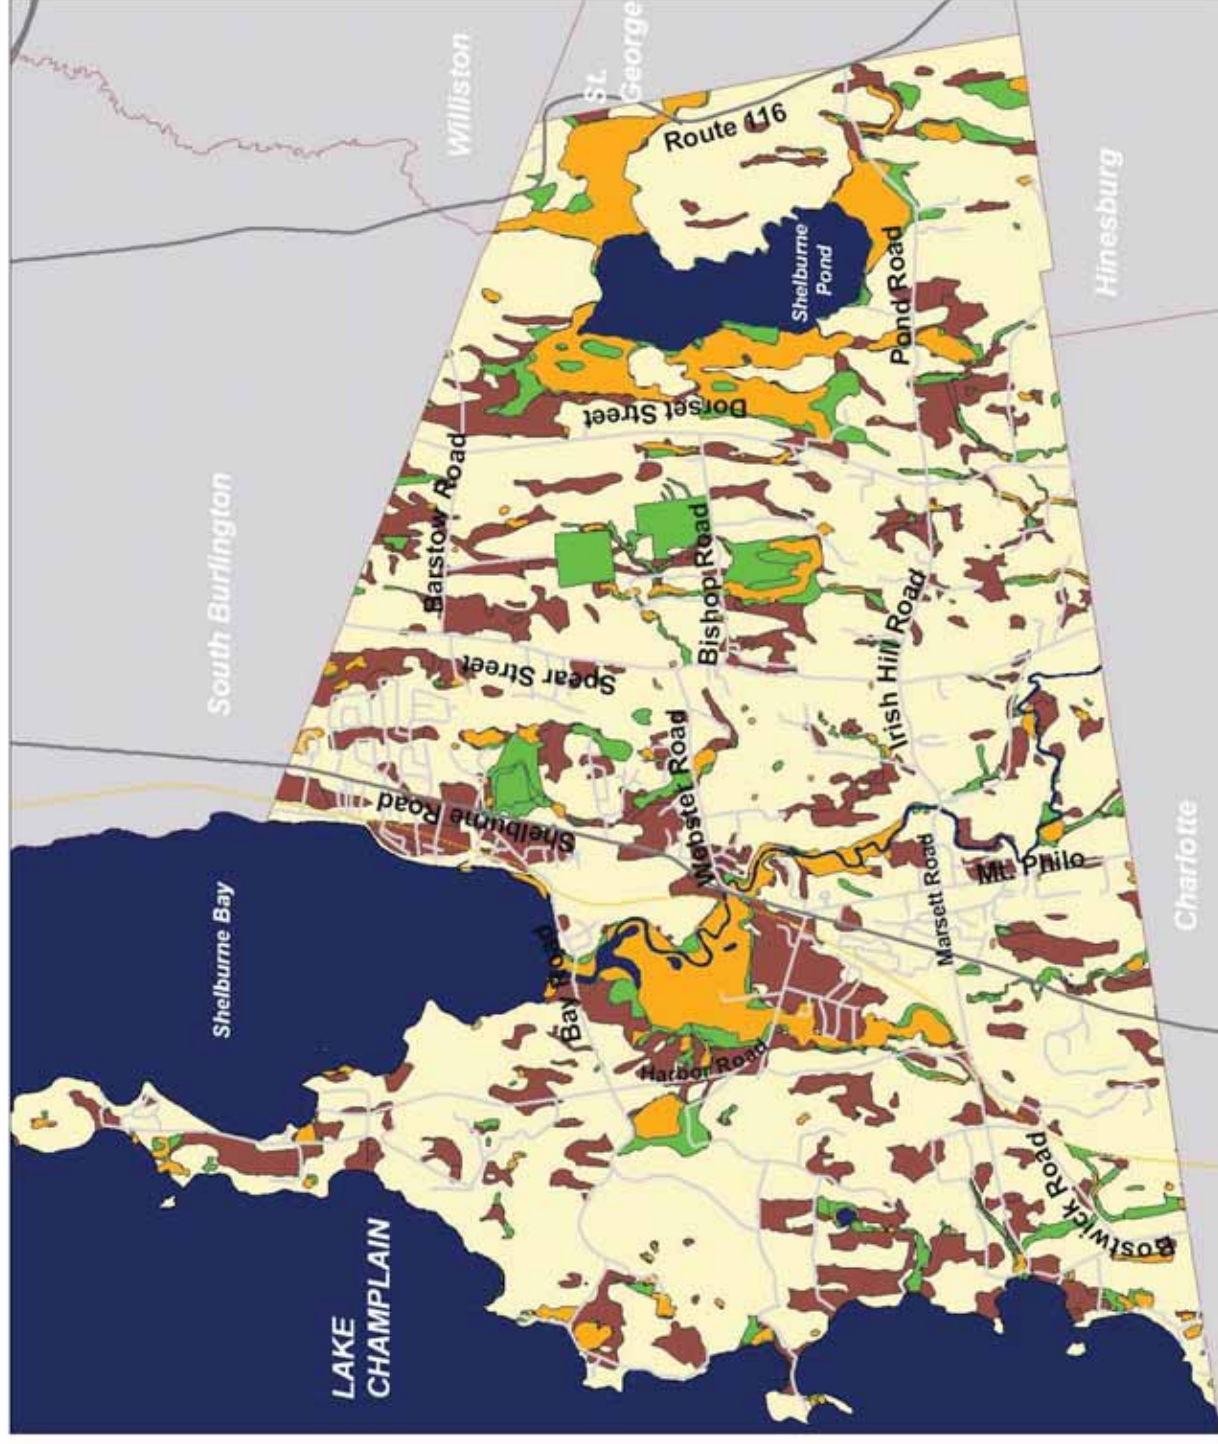 Williston
St.
George
Route 116
Hinesburg
Shelburne
Pond
Pond Road
Dorset Street
South Burlington
Barstow Road
Bishop Road
Spear Street
Irish Hill Road
Webster Road
Shelburne Road
Charlotte
Mt. Philo
Marsett Road
Shelburne Bay
Bay Road
Harbor Road
Bostwick Road
LAKE
CHAMPLAIN